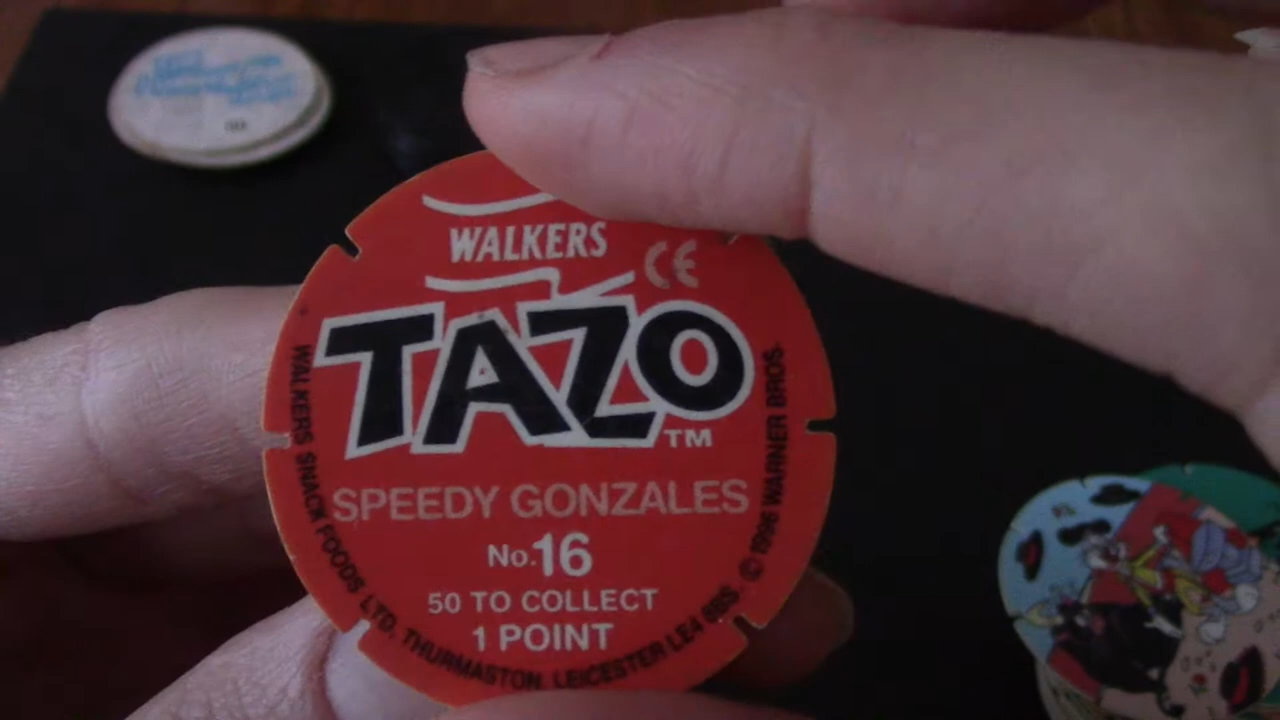 WALKERS
CE
TAZO
TM
SPEEDY GONZALES
No.16
50 TO COLLECT
1 POINT
WALKERS SNACK FOODS LTD. THURMASTON. LEICESTER LE4 8BS. © 1996 WARNER BROS.